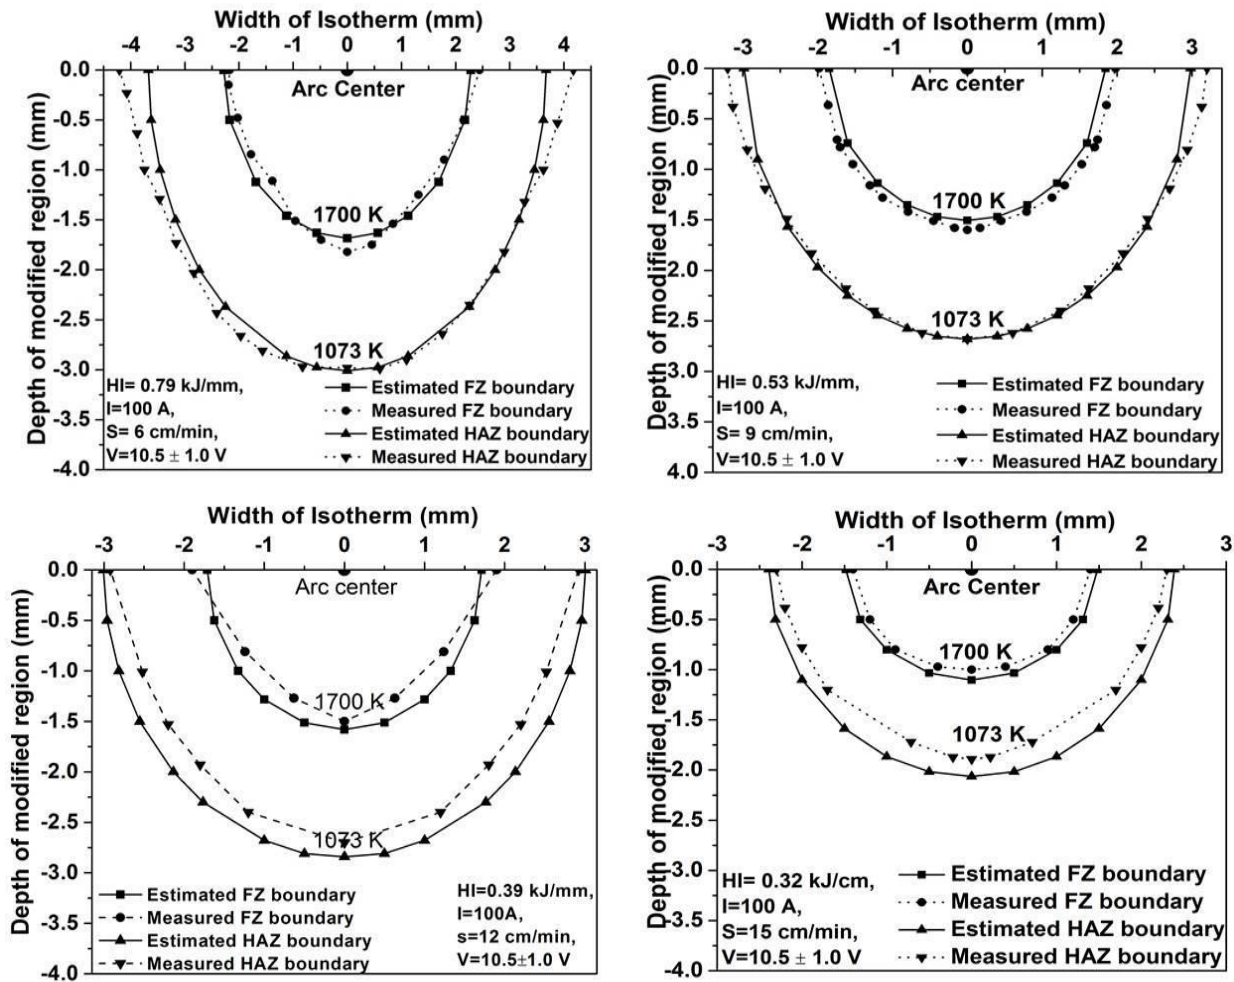 Width of Isotherm (mm)
-4 -3 -2 -1 0 1 2 3 4
Depth of modified region (mm)
0.0
-0.5
-1.0
-1.5
-2.0
-2.5
-3.0
-3.5
-4.0
Arc Center
1700 K
1073 K
HI= 0.79 kJ/mm,
I=100 A,
S= 6 cm/min,
V=10.5 ± 1.0 V
Estimated FZ boundary
Measured FZ boundary
Estimated HAZ boundary
Measured HAZ boundary
Width of Isotherm (mm)
-3 -2 -1 0 1 2 3
Depth of modified region (mm)
0.0
-0.5
-1.0
-1.5
-2.0
-2.5
-3.0
-3.5
4.0
Arc center
1700 K
1073 K
HI= 0.53 kJ/mm,
I=100 A,
S= 9 cm/min,
V=10.5 ± 1.0 V
Estimated FZ boundary
Measured FZ boundary
Estimated HAZ boundary
Measured HAZ boundary
Width of Isotherm (mm)
-3 -2 -1 0 1 2 3
Depth of modified region (mm)
0.0
-0.5
-1.0
-1.5
-2.0
-2.5
-3.0
-3.5
-4.0
Arc center
1700 K
1073 K
Estimated FZ boundary
Measured FZ boundary
Estimated HAZ boundary
Measured HAZ boundary
HI=0.39 kJ/mm,
I=100A,
s=12 cm/min,
V=10.5±1.0 V
Width of Isotherm (mm)
-3 -2 -1 0 1 2 3
Depth of modified region (mm)
0.0
-0.5
-1.0
-1.5
-2.0
-2.5
-3.0
-3.5
-4.0
Arc Center
1700 K
1073 K
HI= 0.32 kJ/cm,
I=100 A,
S=15 cm/min,
V=10.5 ± 1.0 V
Estimated FZ boundary
Measured FZ boundary
Estimated HAZ boundary
Measured HAZ boundary